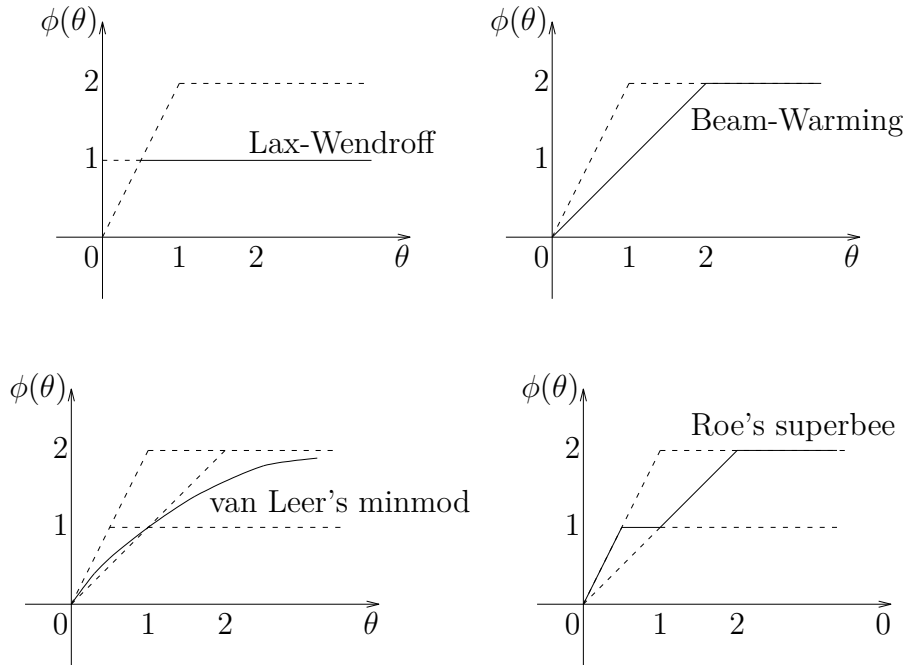 ϕ(θ)
2
1
Lax-Wendroff
0
1
2
θ
ϕ(θ)
2
1
Beam-Warming
0
1
2
θ
ϕ(θ)
2
1
van Leer's minmod
0
1
2
θ
ϕ(θ)
Roe's superbee
2
1
0
1
2
0